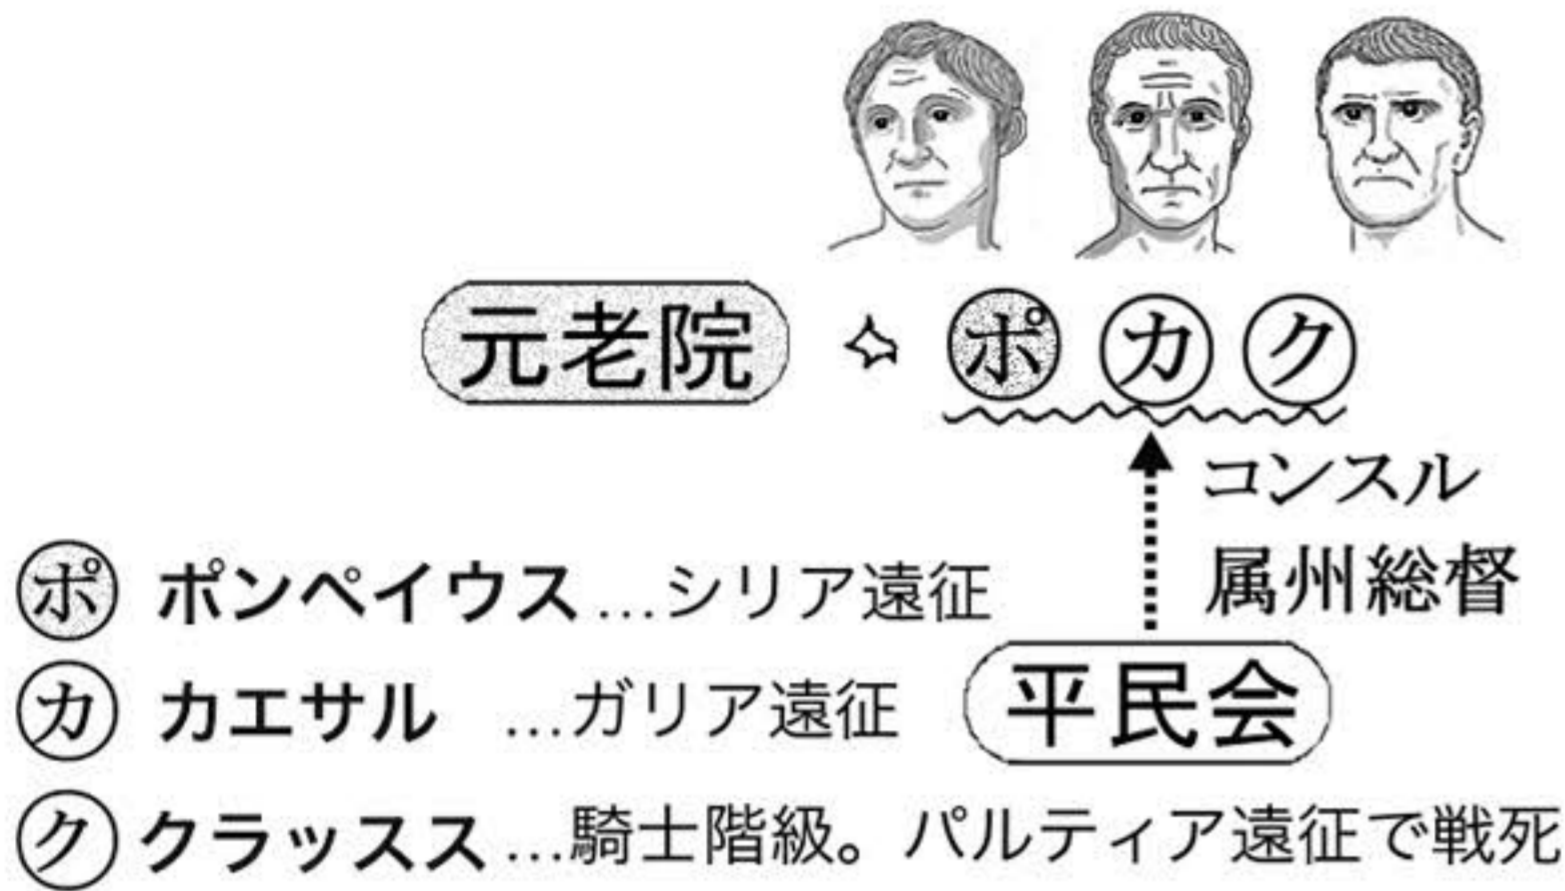 元老院 ポ カ ク
コンスル
属州総督
ポ ポンペイウス…シリア遠征
カ カエサル …ガリア遠征
平民会
ク クラッスス…騎士階級。パルティア遠征で戦死